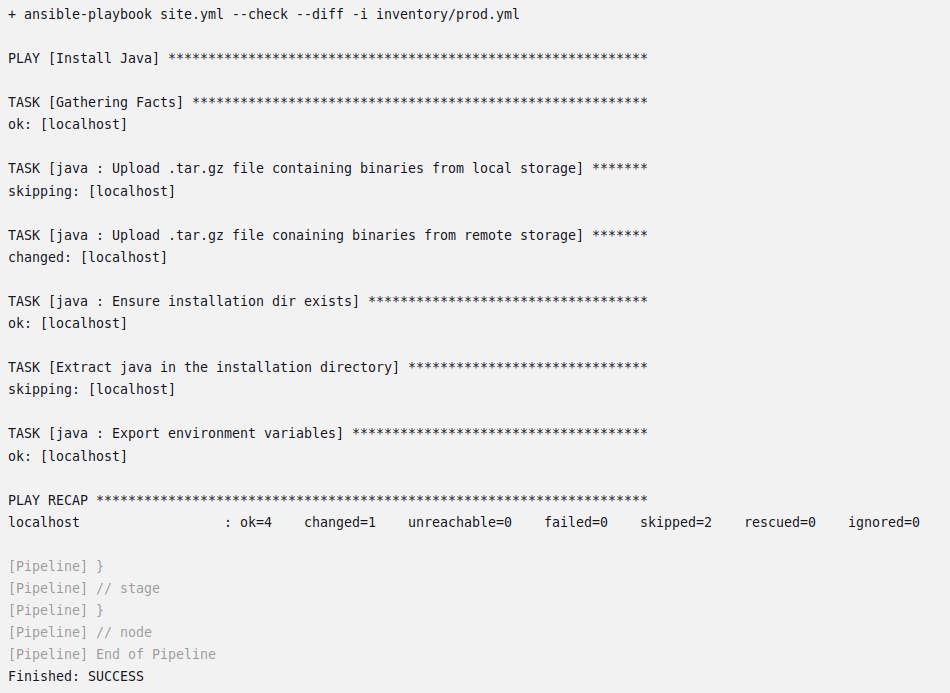 + ansible-playbook site.yml --check --diff -i inventory/prod.yml
PLAY [Install Java] ************************************************************
TASK [Gathering Facts] *********************************************************
ok: [localhost]
TASK [java : Upload .tar.gz file containing binaries from local storage] *******
skipping: [localhost]
TASK [java : Upload .tar.gz file conaining binaries from remote storage] *******
changed: [localhost]
TASK [java : Ensure installation dir exists] ***********************************
ok: [localhost]
TASK [Extract java in the installation directory] ******************************
skipping: [localhost]
TASK [java : Export environment variables] *************************************
ok: [localhost]
PLAY RECAP *********************************************************************
localhost                  : ok=4    changed=1    unreachable=0    failed=0    skipped=2    rescued=0    ignored=0
[Pipeline] }
[Pipeline] // stage
[Pipeline] }
[Pipeline] // node
[Pipeline] End of Pipeline
Finished: SUCCESS